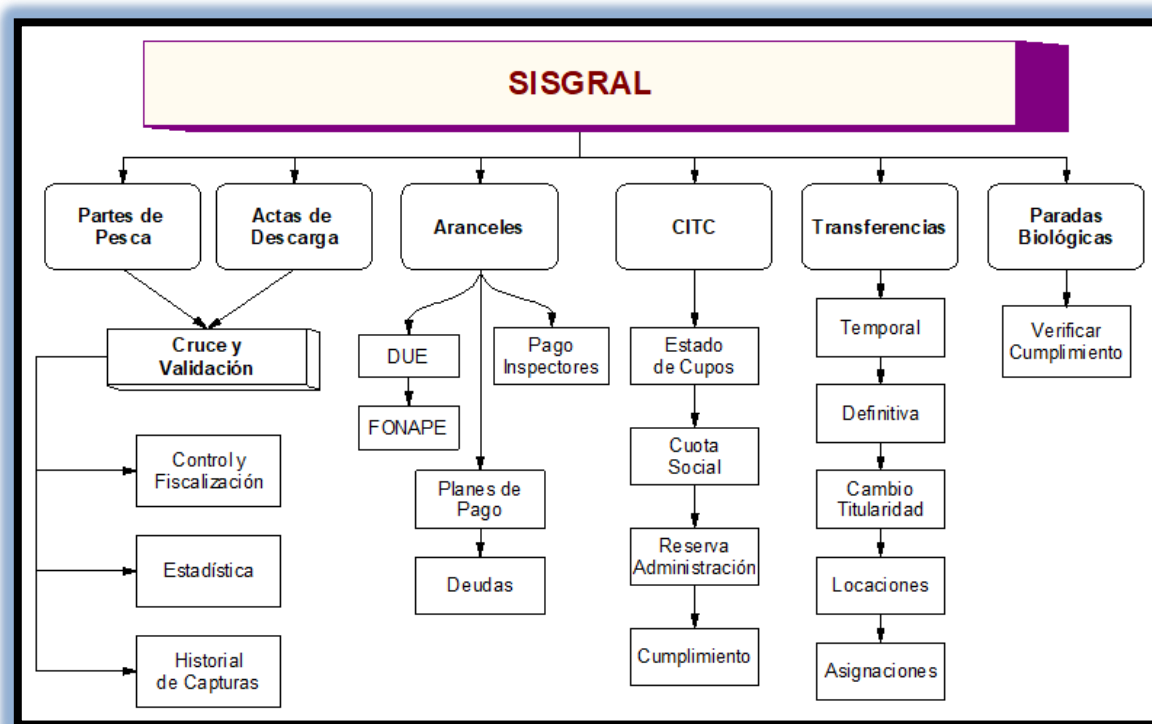 SISGRAL
Partes de
Pesca
Actas de
Descarga
Aranceles
CITC
Transferencias
Paradas
Biológicas
Cruce y
Validación
Control y
Fiscalización
Estadística
Historial
de Capturas
DUE
FONAPE
Pago
Inspectores
Planes de
Pago
Deudas
Estado
de Cupos
Cuota
Social
Reserva
Administración
Cumplimiento
Temporal
Definitiva
Cambio
Titularidad
Locaciones
Asignaciones
Verificar
Cumplimiento